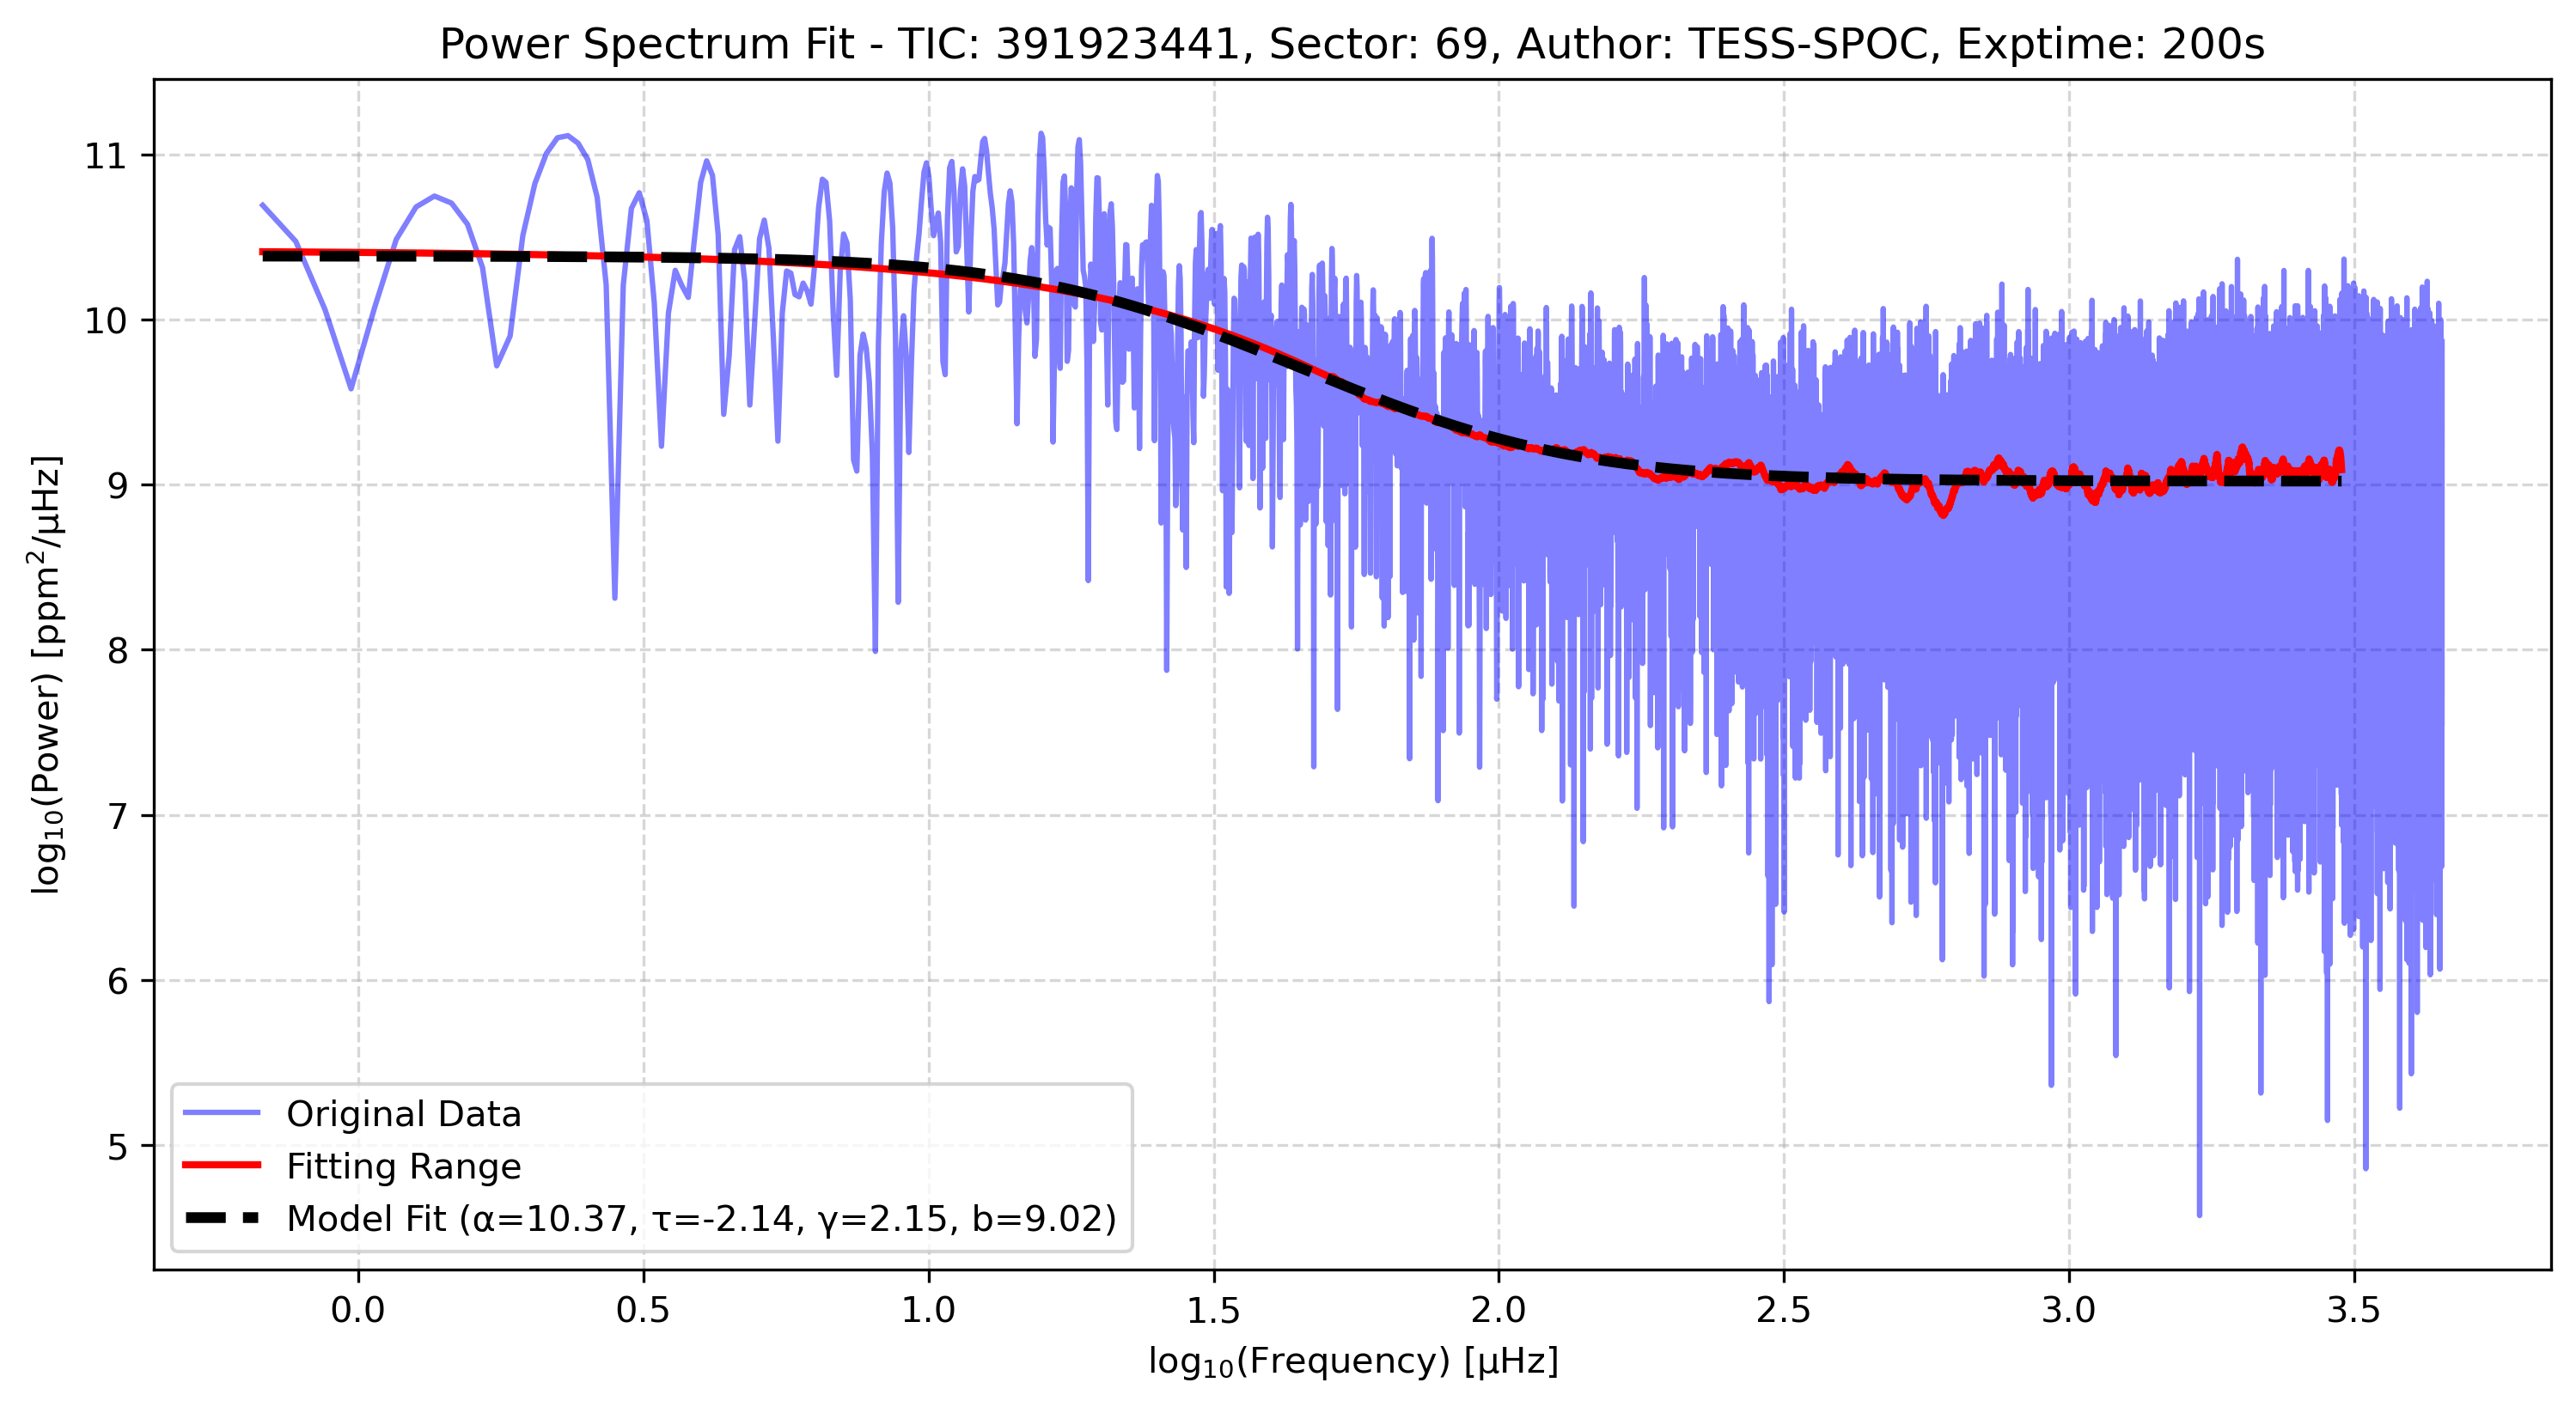 Power Spectrum Fit - TIC: 391923441, Sector: 69, Author: TESS-SPOC, Exptime: 200s
log₁₀(Power) [ppm²/μHz]
11
10
9
8
7
6
5
Original Data
Fitting Range
Model Fit (α=10.37, τ=-2.14, γ=2.15, b=9.02)
0.0 0.5 1.0 1.5 2.0 2.5 3.0 3.5
log₁₀(Frequency) [μHz]